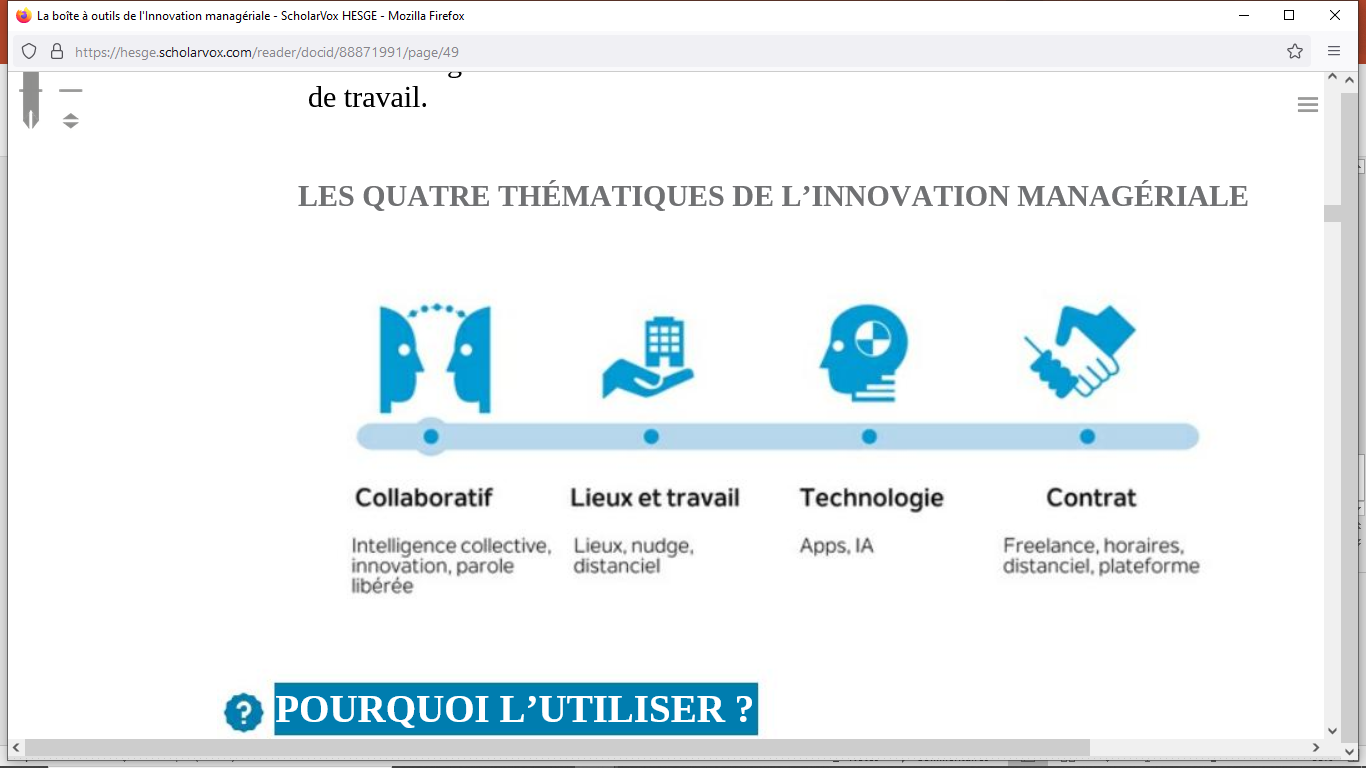 La boîte à outils de l'Innovation managériale - ScholarVox HESGE - Mozilla Firefox
https://hesge.scholarvox.com/reader/docid/88871991/page/49
de travail.
LES QUATRE THÉMATIQUES DE L’INNOVATION MANAGÉRIALE
Collaboratif
Intelligence collective,
innovation, parole
libérée
Lieux et travail
Lieux, nudge,
distanciel
Technologie
Apps, IA
Contrat
Freelance, horaires,
distanciel, plateforme
? POURQUOI L’UTILISER ?